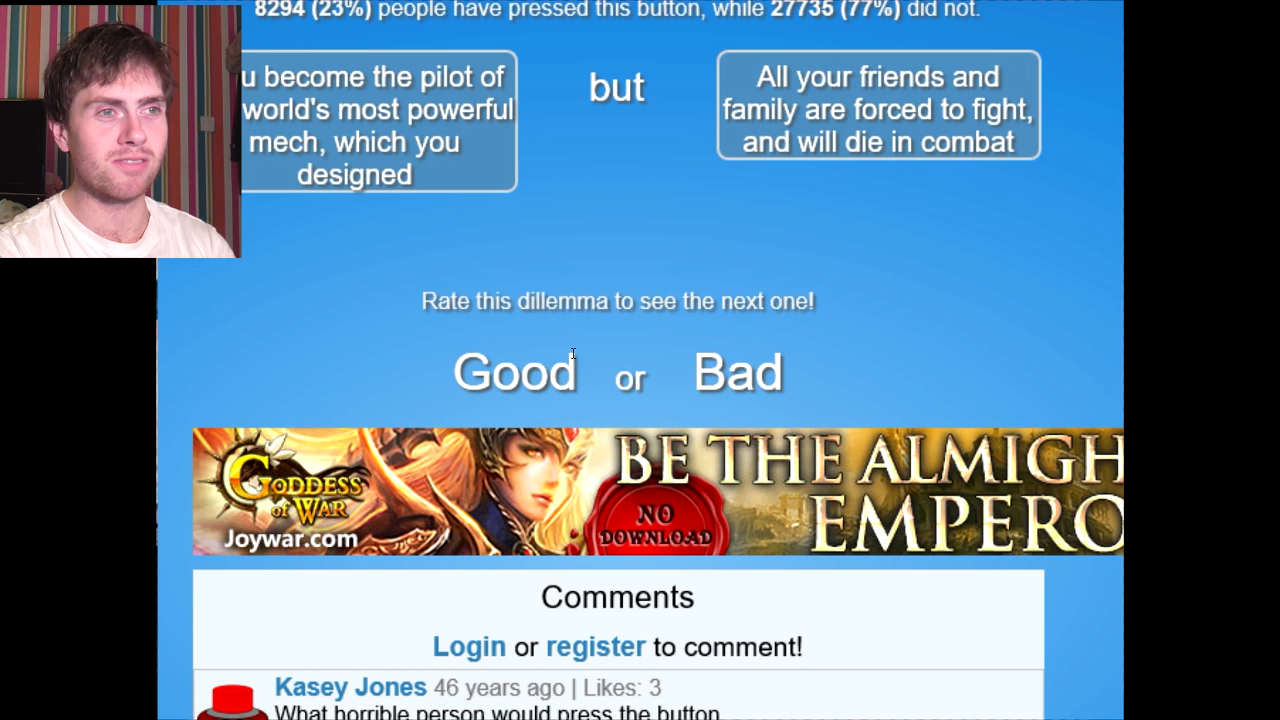 8294 (23%) people have pressed this button, while 27735 (77%) did not.
u become the pilot of
world's most powerful
mech, which you
designed
but
All your friends and
family are forced to fight,
and will die in combat
Rate this dillemma to see the next one!
Good or Bad
GODDESS
of WAR
Joywar.com
NO
DOWNLOAD
BE THE ALMIGH
EMPERO
Comments
Login or register to comment!
Kasey Jones 46 years ago | Likes: 3
What horrible person would press the button